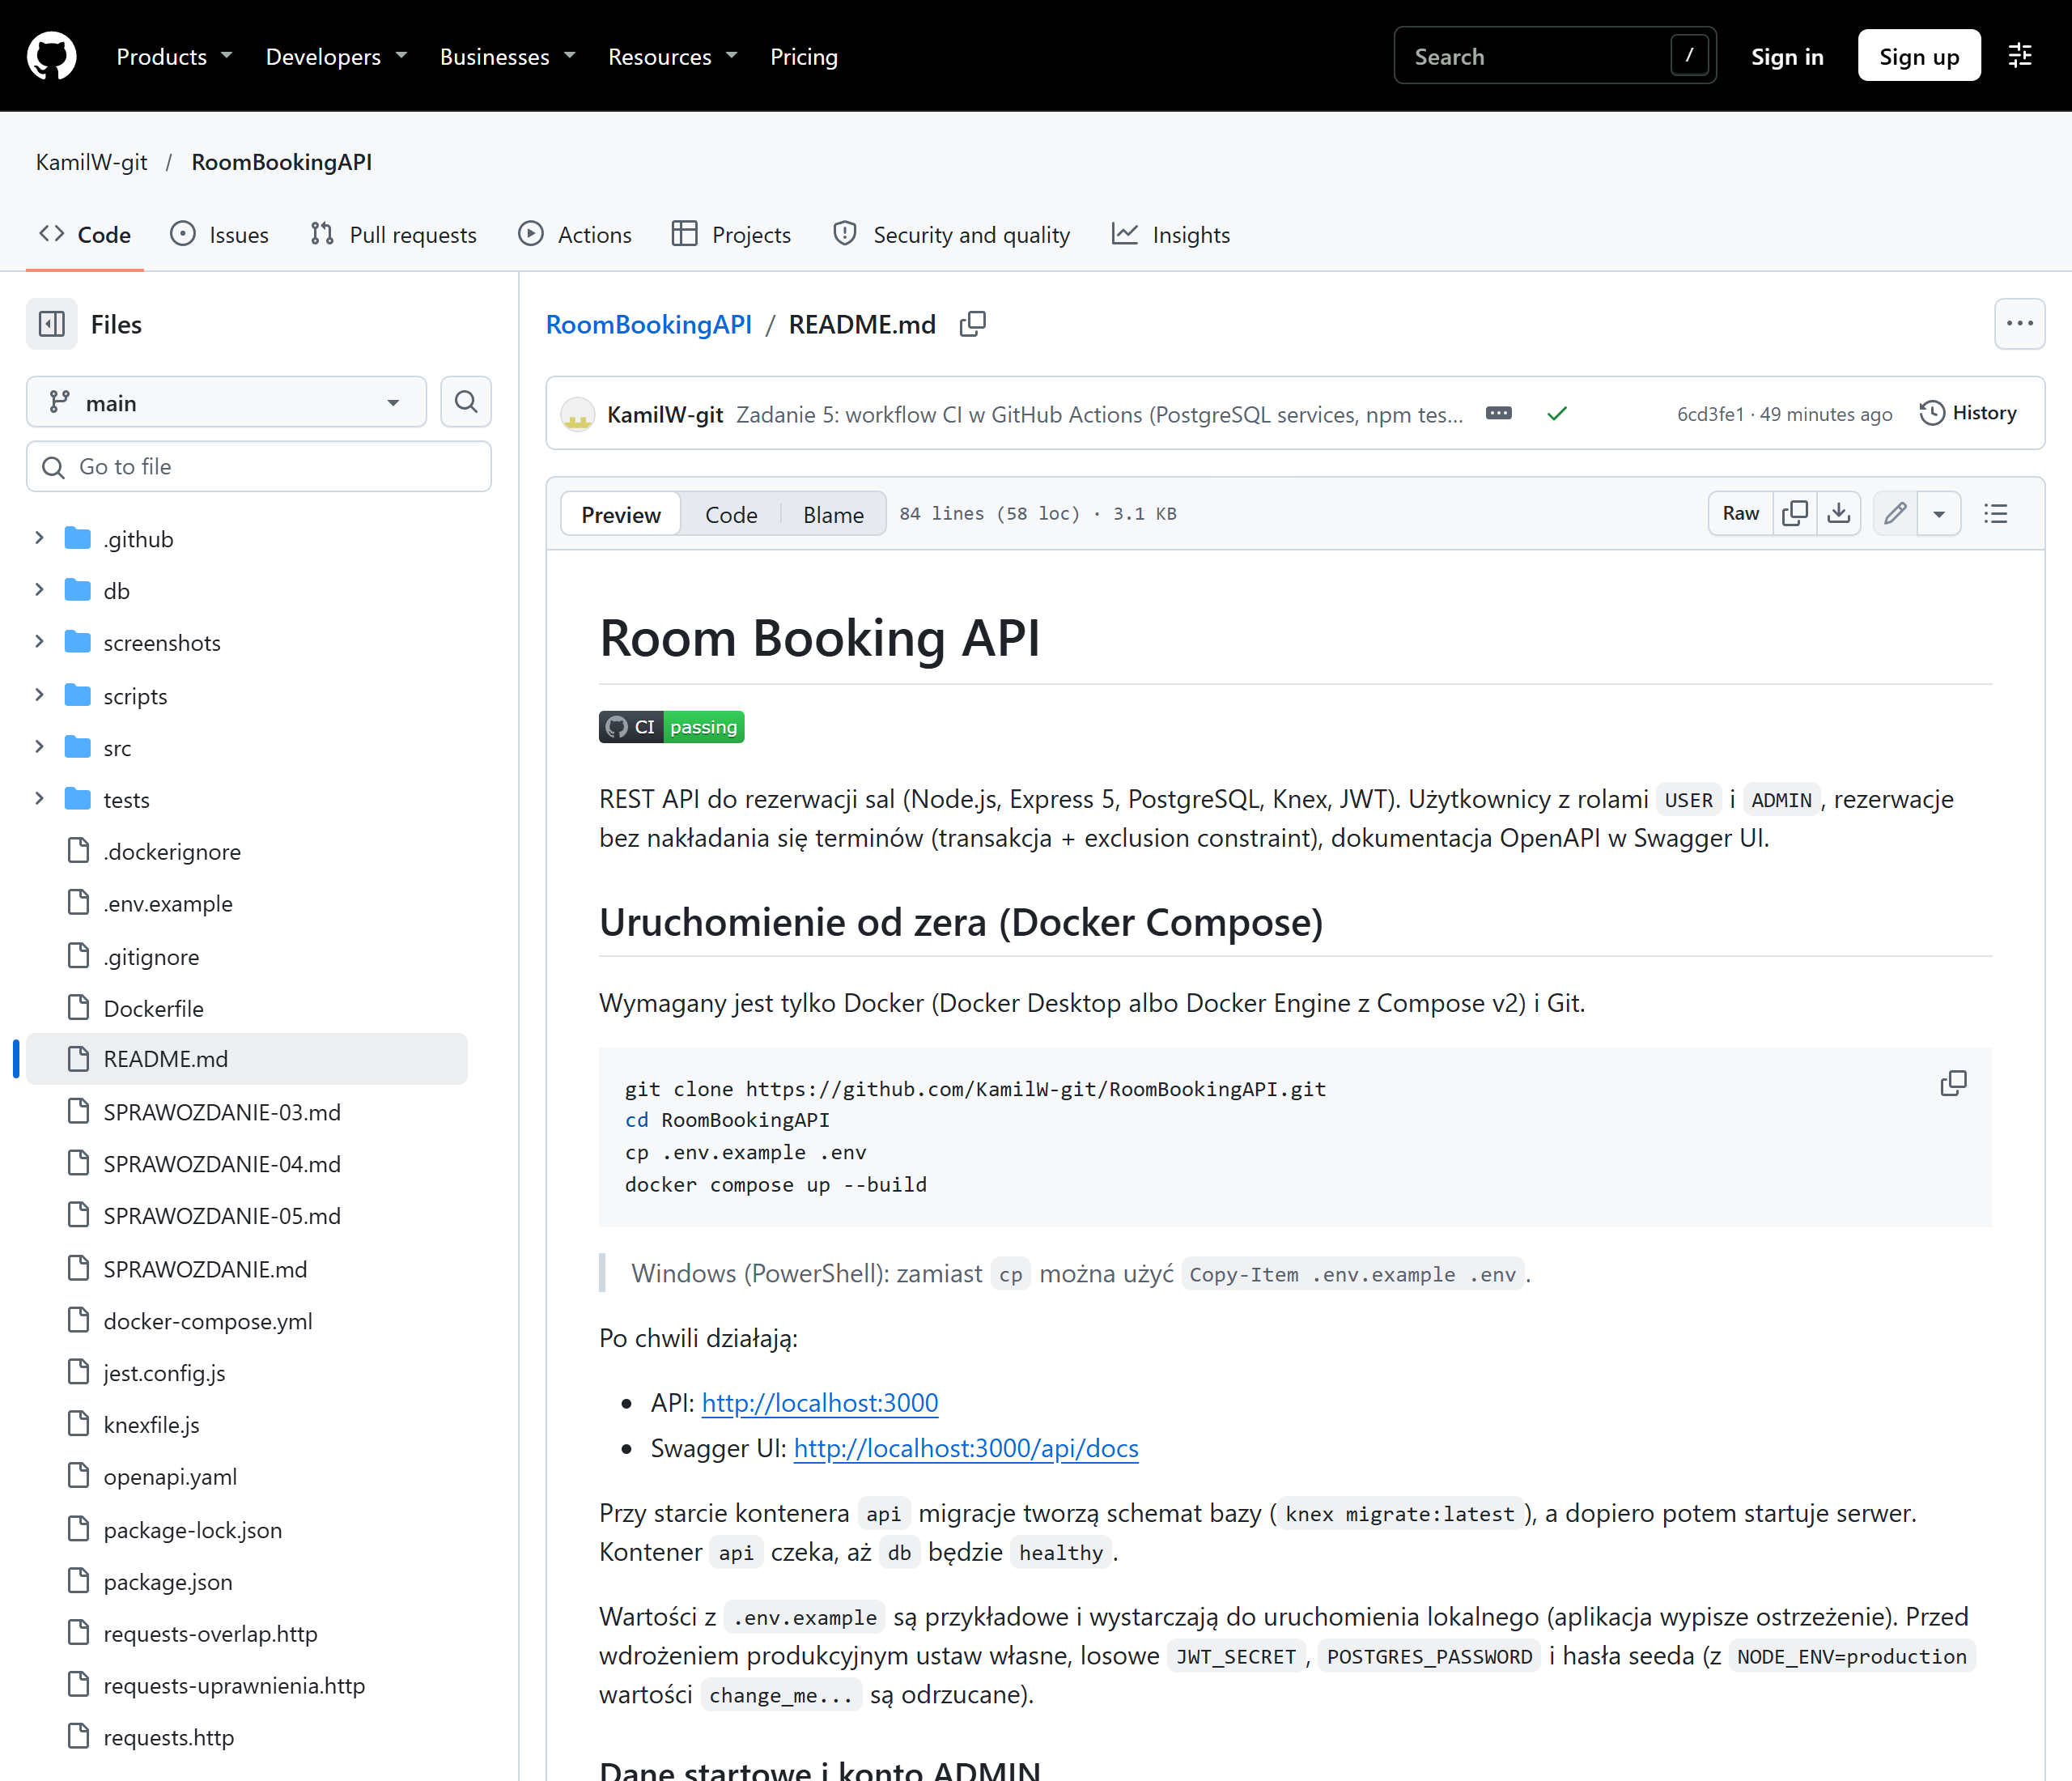 Products Developers Businesses Resources Pricing Search / Sign in Sign up
KamilW-git / RoomBookingAPI
Code Issues Pull requests Actions Projects Security and quality Insights
Files
main
Go to file
.github
db
screenshots
scripts
src
tests
.dockerignore
.env.example
.gitignore
Dockerfile
README.md
SPRAWOZDANIE-03.md
SPRAWOZDANIE-04.md
SPRAWOZDANIE-05.md
SPRAWOZDANIE.md
docker-compose.yml
jest.config.js
knexfile.js
openapi.yaml
package-lock.json
package.json
requests-overlap.http
requests-uprawnienia.http
requests.http
RoomBookingAPI / README.md
KamilW-git Zadanie 5: workflow CI w GitHub Actions (PostgreSQL services, npm tes... 6cd3fe1 · 49 minutes ago History
Preview Code Blame 84 lines (58 loc) · 3.1 KB Raw
Room Booking API
CI passing
REST API do rezerwacji sal (Node.js, Express 5, PostgreSQL, Knex, JWT). Użytkownicy z rolami USER i ADMIN, rezerwacje
bez nakładania się terminów (transakcja + exclusion constraint), dokumentacja OpenAPI w Swagger UI.
Uruchomienie od zera (Docker Compose)
Wymagany jest tylko Docker (Docker Desktop albo Docker Engine z Compose v2) i Git.
git clone https://github.com/KamilW-git/RoomBookingAPI.git
cd RoomBookingAPI
cp .env.example .env
docker compose up --build
Windows (PowerShell): zamiast cp można użyć Copy-Item .env.example .env.
Po chwili działają:
• API: http://localhost:3000
• Swagger UI: http://localhost:3000/api/docs
Przy starcie kontenera api migracje tworzą schemat bazy (knex migrate:latest), a dopiero potem startuje serwer.
Kontener api czeka, aż db będzie healthy.
Wartości z .env.example są przykładowe i wystarczają do uruchomienia lokalnego (aplikacja wypisze ostrzeżenie). Przed
wdrożeniem produkcyjnym ustaw własne, losowe JWT_SECRET, POSTGRES_PASSWORD i hasła seeda (z NODE_ENV=production
wartości change_me... są odrzucane).
Dane startowe i konto ADMIN